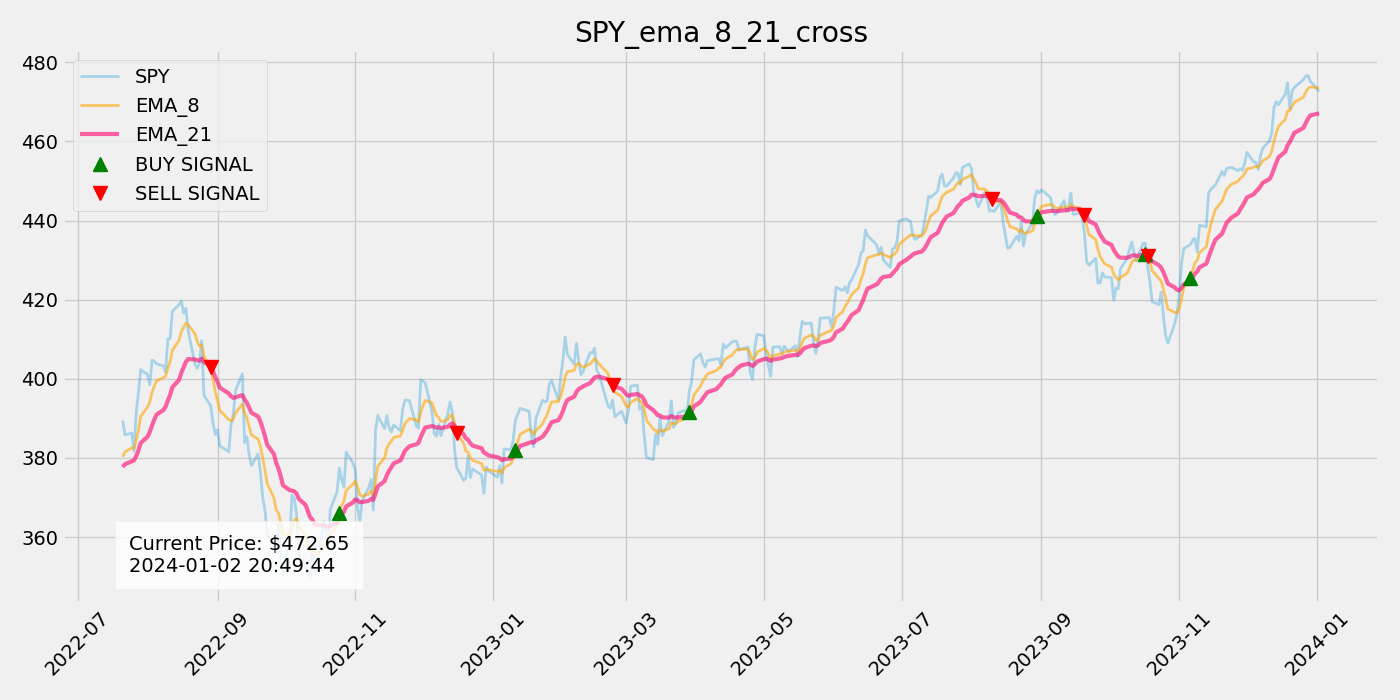 SPY_ema_8_21_cross
480
460
440
420
400
380
360
SPY
EMA_8
EMA_21
BUY SIGNAL
SELL SIGNAL
Current Price: $472.65
2024-01-02 20:49:44
2022-07
2022-09
2022-11
2023-01
2023-03
2023-05
2023-07
2023-09
2023-11
2024-01